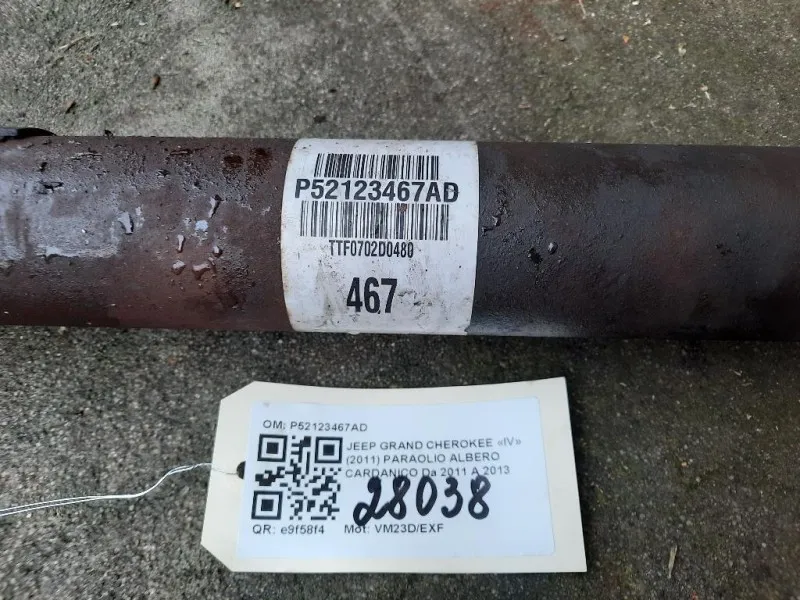 P52123467AD
TTF0702D0480
467
OM: P52123467AD
JEEP GRAND CHEROKEE «IV»
(2011) PARAOLIO ALBERO
CARDANICO Da 2011 A 2013
28038
QR: e9f58f4 Mot: VM23D/EXF